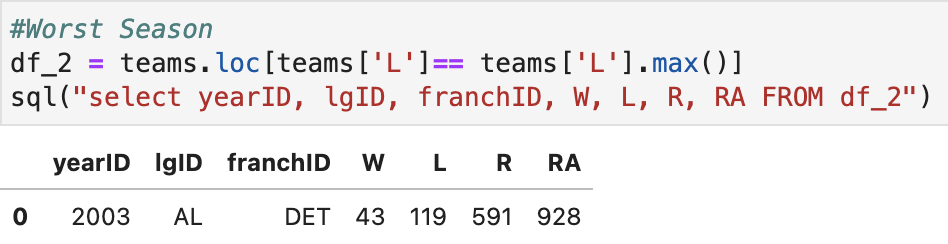 #Worst Season
df_2 = teams.loc[teams['L']== teams['L'].max()]
sql("select yearID, lgID, franchID, W, L, R, RA FROM df_2")
yearID lgID franchID W L R RA
0 2003 AL DET 43 119 591 928